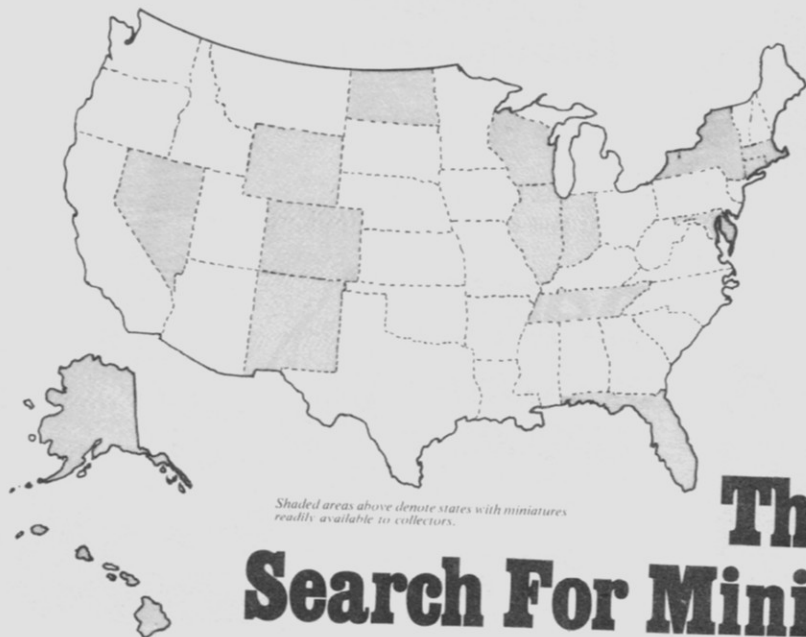 Shaded areas above denote states with miniatures
readily available to collectors.
Th
Search For Mini